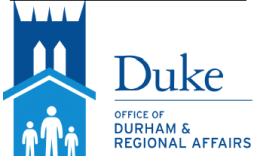 Duke
OFFICE OF
DURHAM &
REGIONAL AFFAIRS